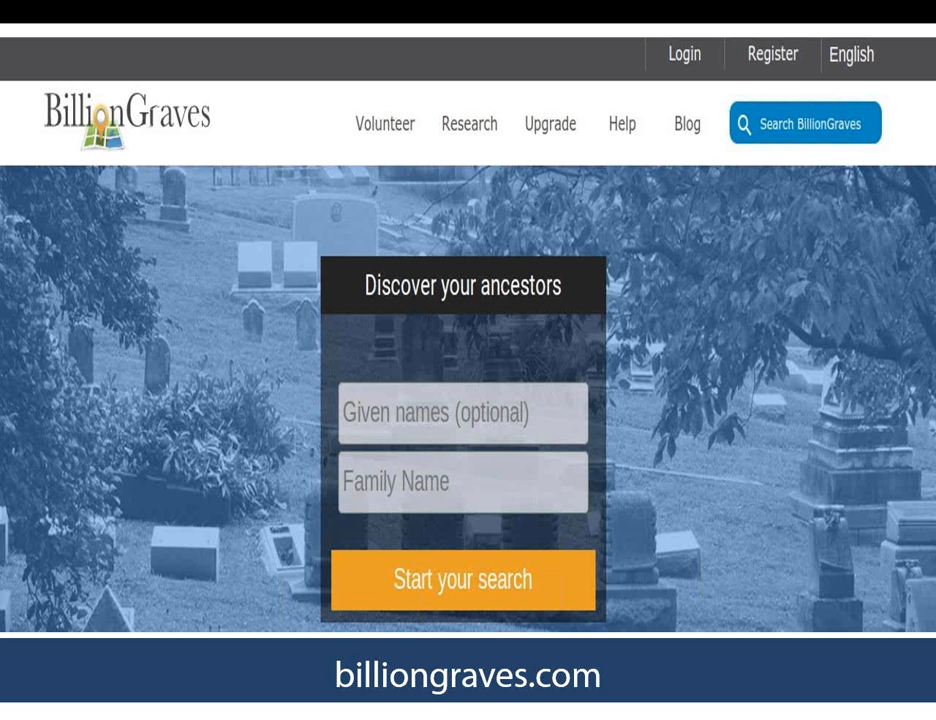 Login Register English
BillionGraves Volunteer Research Upgrade Help Blog Search BillionGraves
Discover your ancestors
Given names (optional)
Family Name
Start your search
billiongraves.com